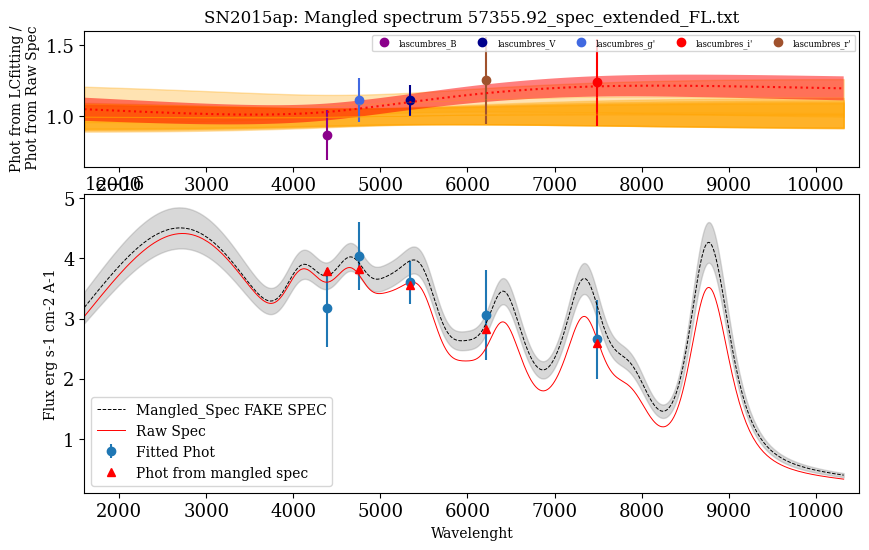 SN2015ap: Mangled spectrum 57355.92_spec_extended_FL.txt
Phot from LCfitting /
Phot from Raw Spec
1.5
1.0
lascumbres_B
lascumbres_V
lascumbres_g'
lascumbres_i'
lascumbres_r'
2000 3000 4000 5000 6000 7000 8000 9000 10000
1e−16
Flux erg s-1 cm-2 A-1
5
4
3
2
1
Mangled_Spec FAKE SPEC
Raw Spec
Fitted Phot
Phot from mangled spec
2000 3000 4000 5000 6000 7000 8000 9000 10000
Wavelenght